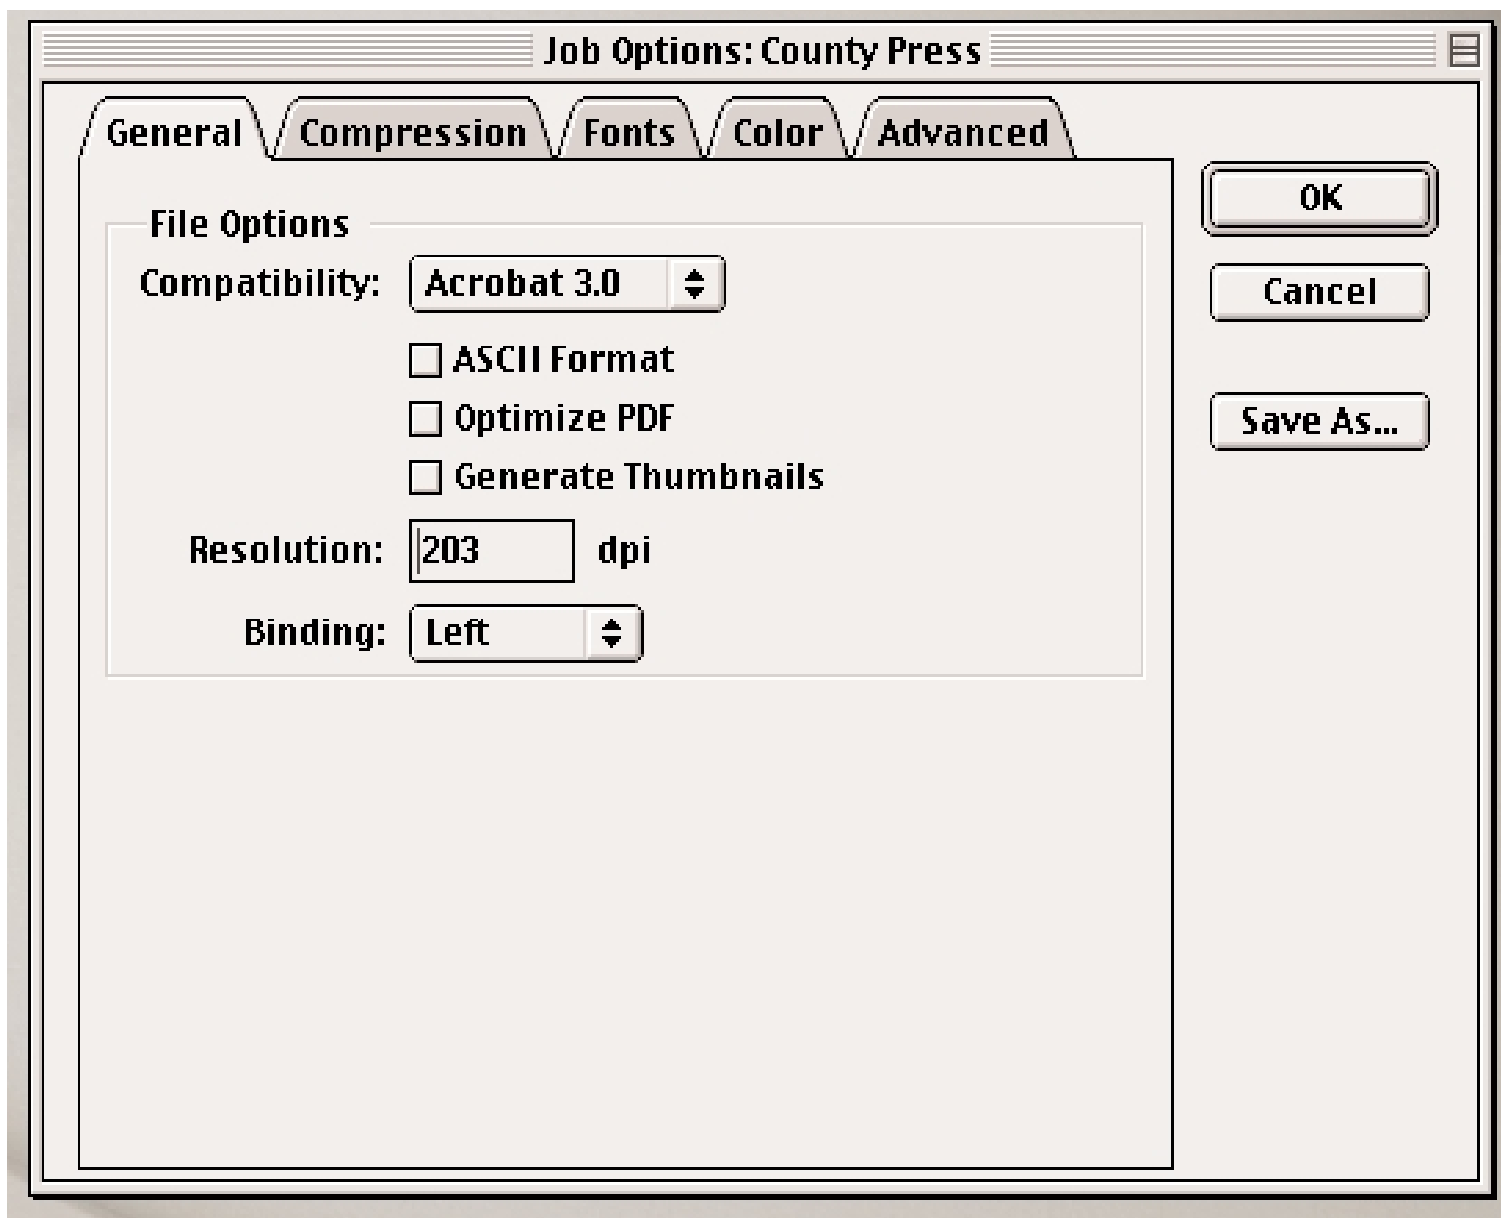 Job Options: County Press
General Compression Fonts Color Advanced
OK
Cancel
Save As...
File Options
Compatibility: Acrobat 3.0
ASCII Format
Optimize PDF
Generate Thumbnails
Resolution: 203 dpi
Binding: Left